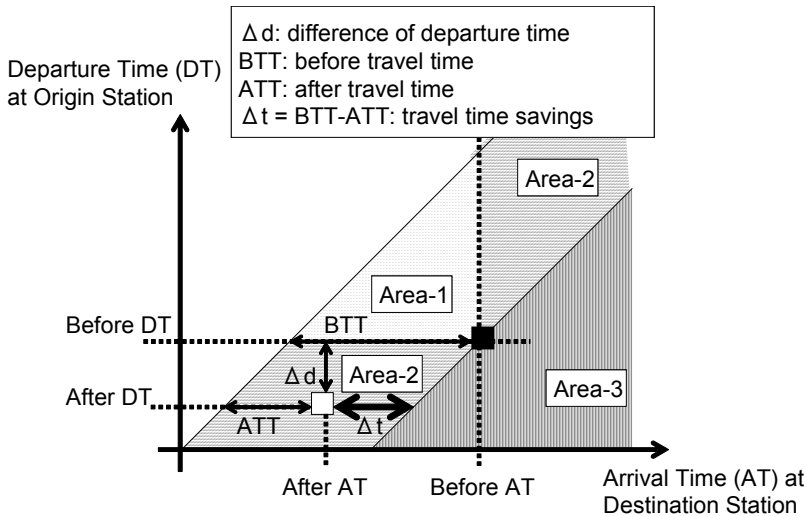 Δd: difference of departure time
BTT: before travel time
ATT: after travel time
Δt = BTT-ATT: travel time savings
Departure Time (DT)
at Origin Station
Area-2
Area-1
Before DT
BTT
Δd
Area-2
Area-3
After DT
ATT
Δt
After AT
Before AT
Arrival Time (AT) at
Destination Station